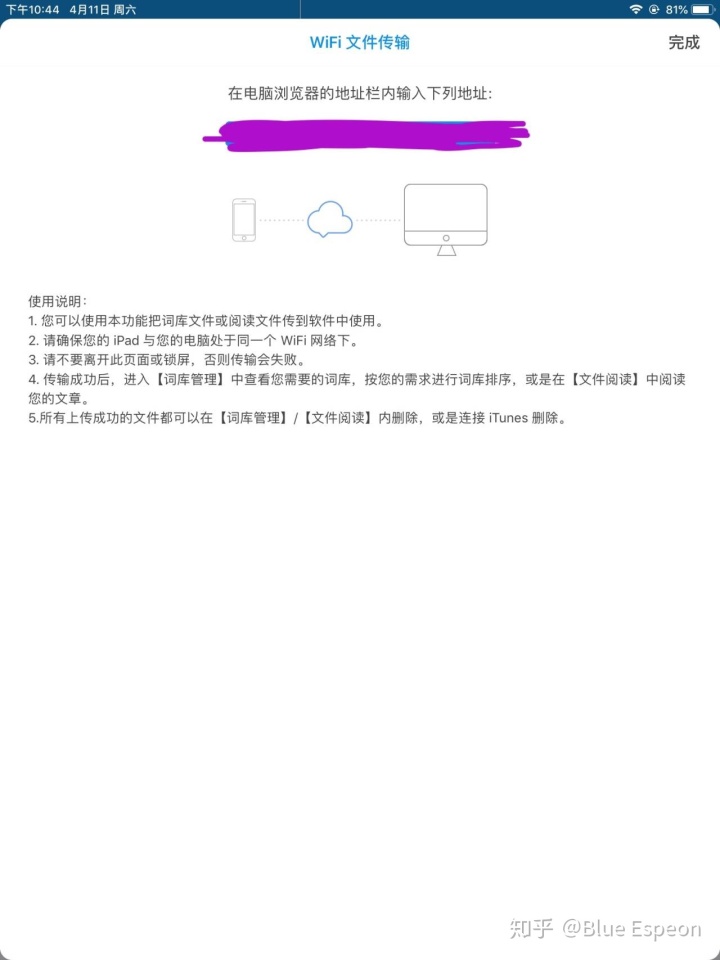 下午10:44 4月11日 周六
81%
WiFi 文件传输
完成
在电脑浏览器的地址栏内输入下列地址:
使用说明:
1. 您可以使用本功能把词库文件或阅读文件传到软件中使用。
2. 请确保您的 iPad 与您的电脑处于同一个 WiFi 网络下。
3. 请不要离开此页面或锁屏，否则传输会失败。
4. 传输成功后，进入【词库管理】中查看您需要的词库，按您的需求进行词库排序，或是在【文件阅读】中阅读
您的文章。
5.所有上传成功的文件都可以在【词库管理】/【文件阅读】内删除，或是连接 iTunes 删除。
知乎 @Blue Espeon